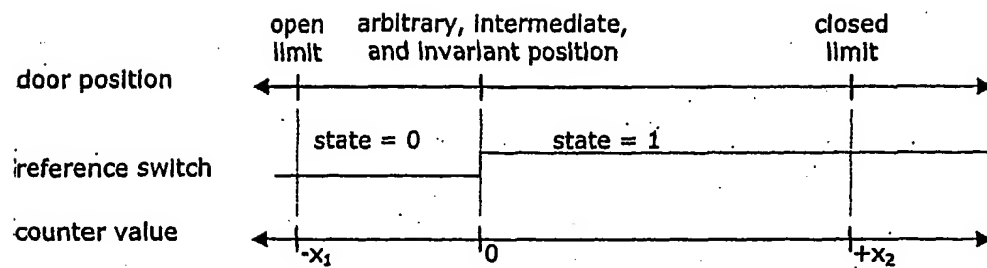 open arbitrary, intermediate, closed
limit and invariant position limit
door position
state = 0 state = 1
reference switch
counter value
-x₁ 0 +x₂